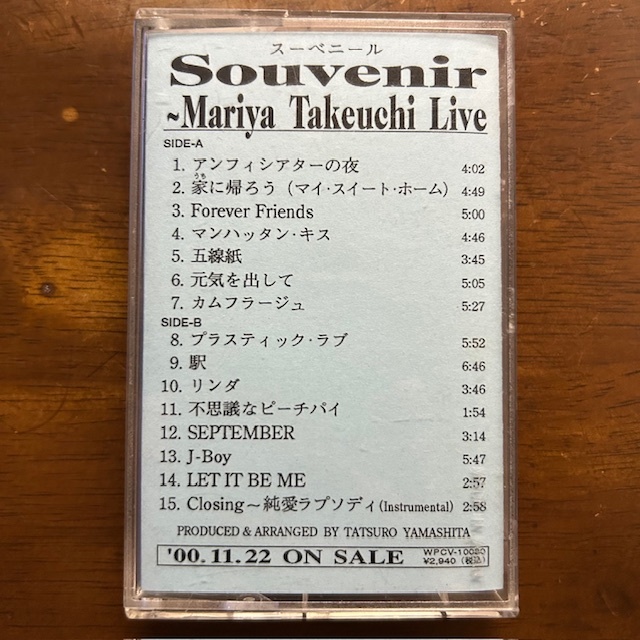 スーベニール
Souvenir
~Mariya Takeuchi Live
SIDE-A
1. アンフィシアターの夜 4:02
うち
2. 家に帰ろう（マイ・スイート・ホーム） 4:49
3. Forever Friends 5:00
4. マンハッタン・キス 4:46
5. 五線紙 3:45
6. 元気を出して 5:05
7. カムフラージュ 5:27
SIDE-B
8. プラスティック・ラブ 5:52
9. 駅 6:46
10. リンダ 3:46
11. 不思議なピーチパイ 1:54
12. SEPTEMBER 3:14
13. J-Boy 5:47
14. LET IT BE ME 2:57
15. Closing～純愛ラプソディ(Instrumental) 2:58
PRODUCED & ARRANGED BY TATSURO YAMASHITA
'00.11.22 ON SALE
¥2,940（税込）